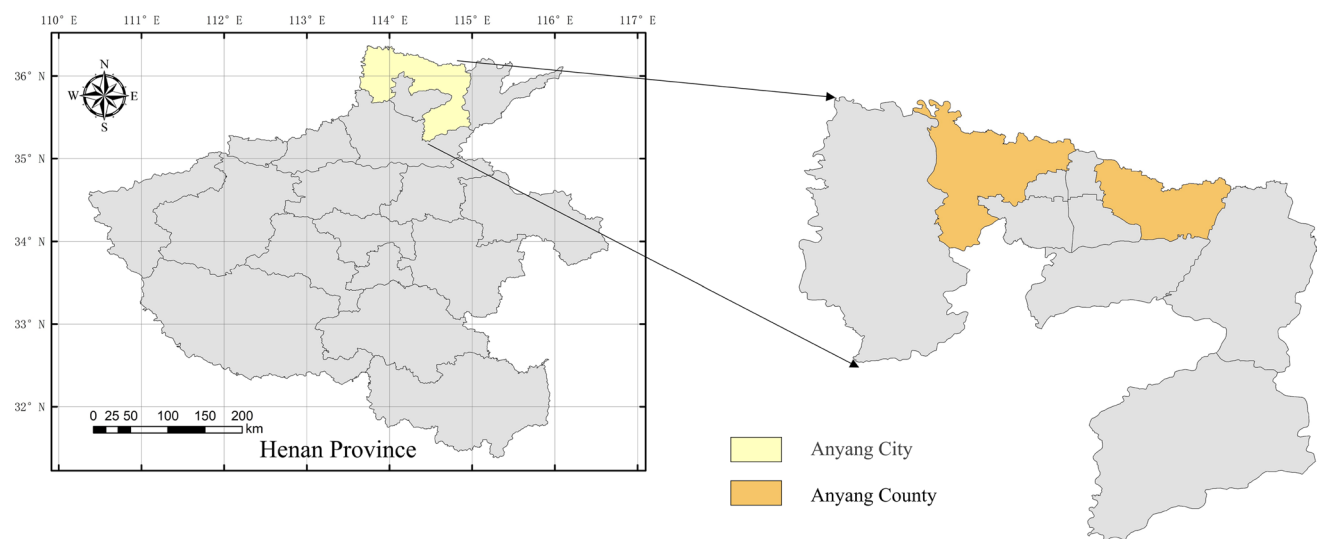 110° E 111° E 112° E 113° E 114° E 115° E 116° E 117° E
36° N
N
W E
S
35° N
34° N
33° N
32° N
0 25 50 100 150 200
km
Henan Province
Anyang City
Anyang County